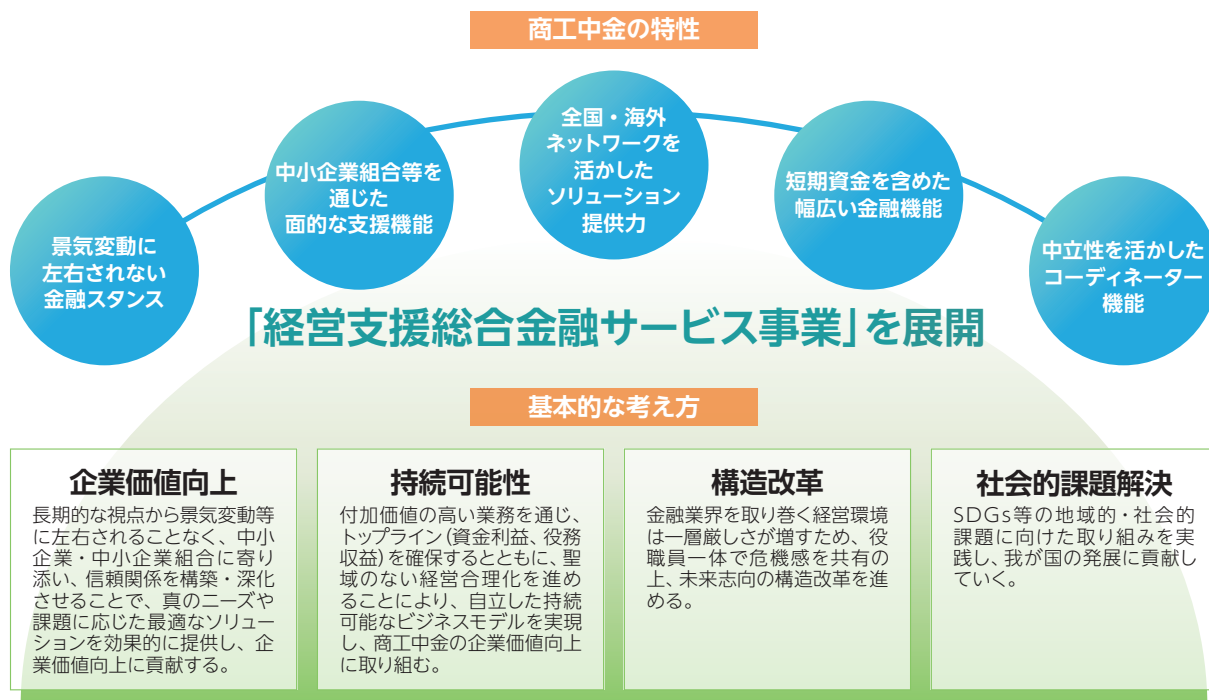 商工中金の特性
景気変動に
左右されない
金融スタンス
中小企業組合等を
通じた
面的な支援機能
全国・海外
ネットワークを
活かした
ソリューション
提供力
短期資金を含めた
幅広い金融機能
中立性を活かした
コーディネーター
機能
「経営支援総合金融サービス事業」を展開
基本的な考え方
企業価値向上
長期的な視点から景気変動等
に左右されることなく、中小
企業・中小企業組合に寄り
添い、信頼関係を構築・深化
させることで、真のニーズや
課題に応じた最適なソリュー
ションを効果的に提供し、企
業価値向上に貢献する。
持続可能性
付加価値の高い業務を通じ、
トップライン(資金利益、役務
収益)を確保するとともに、聖
域のない経営合理化を進め
ることにより、自立した持続
可能なビジネスモデルを実現
し、商工中金の企業価値向上
に取り組む。
構造改革
金融業界を取り巻く経営環境
は一層厳しさが増すため、役
職員一体で危機感を共有の
上、未来志向の構造改革を進
める。
社会的課題解決
SDGs等の地域的・社会的
課題に向けた取り組みを実
践し、我が国の発展に貢献し
ていく。